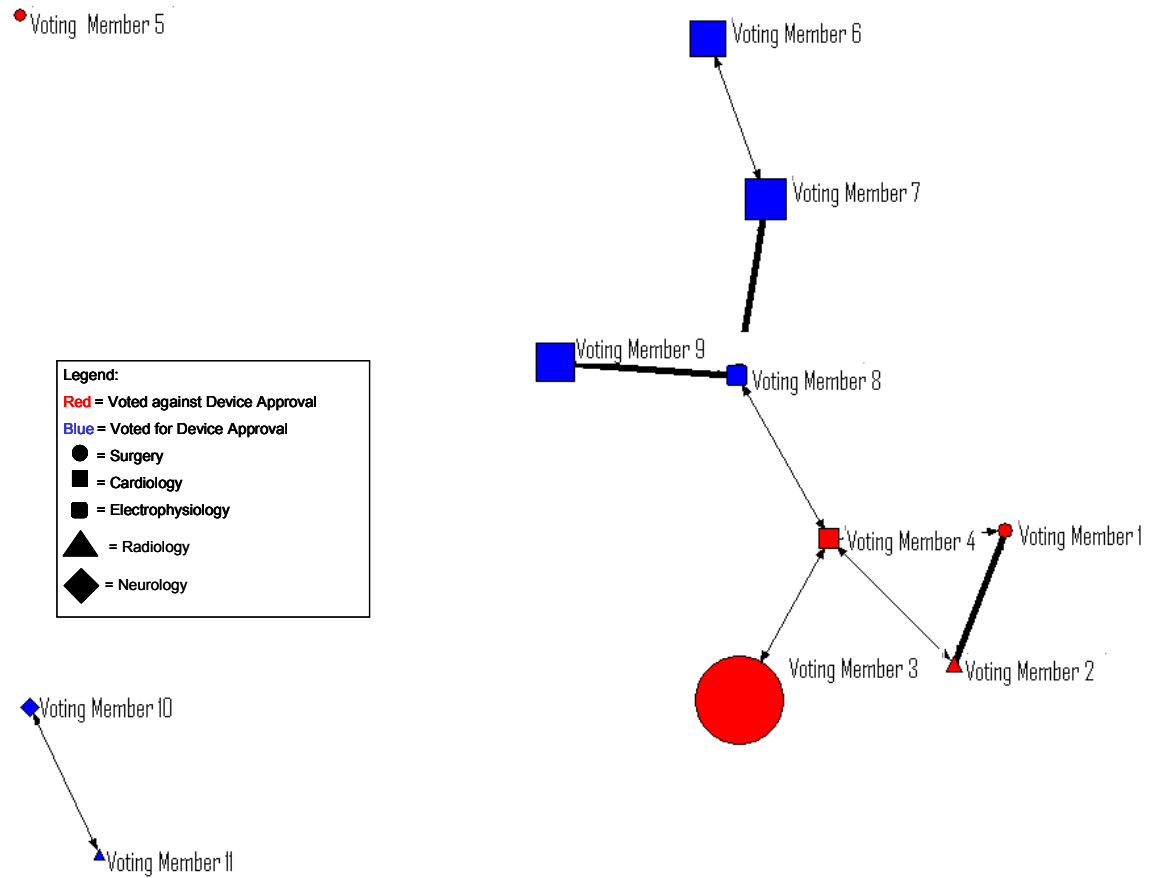 Voting Member 5
Voting Member 6
Voting Member 7
Voting Member 9
Voting Member 8
Legend:
Red = Voted against Device Approval
Blue = Voted for Device Approval
= Surgery
= Cardiology
= Electrophysiology
= Radiology
= Neurology
Voting Member 4
Voting Member 1
Voting Member 3
Voting Member 2
Voting Member 10
Voting Member 11